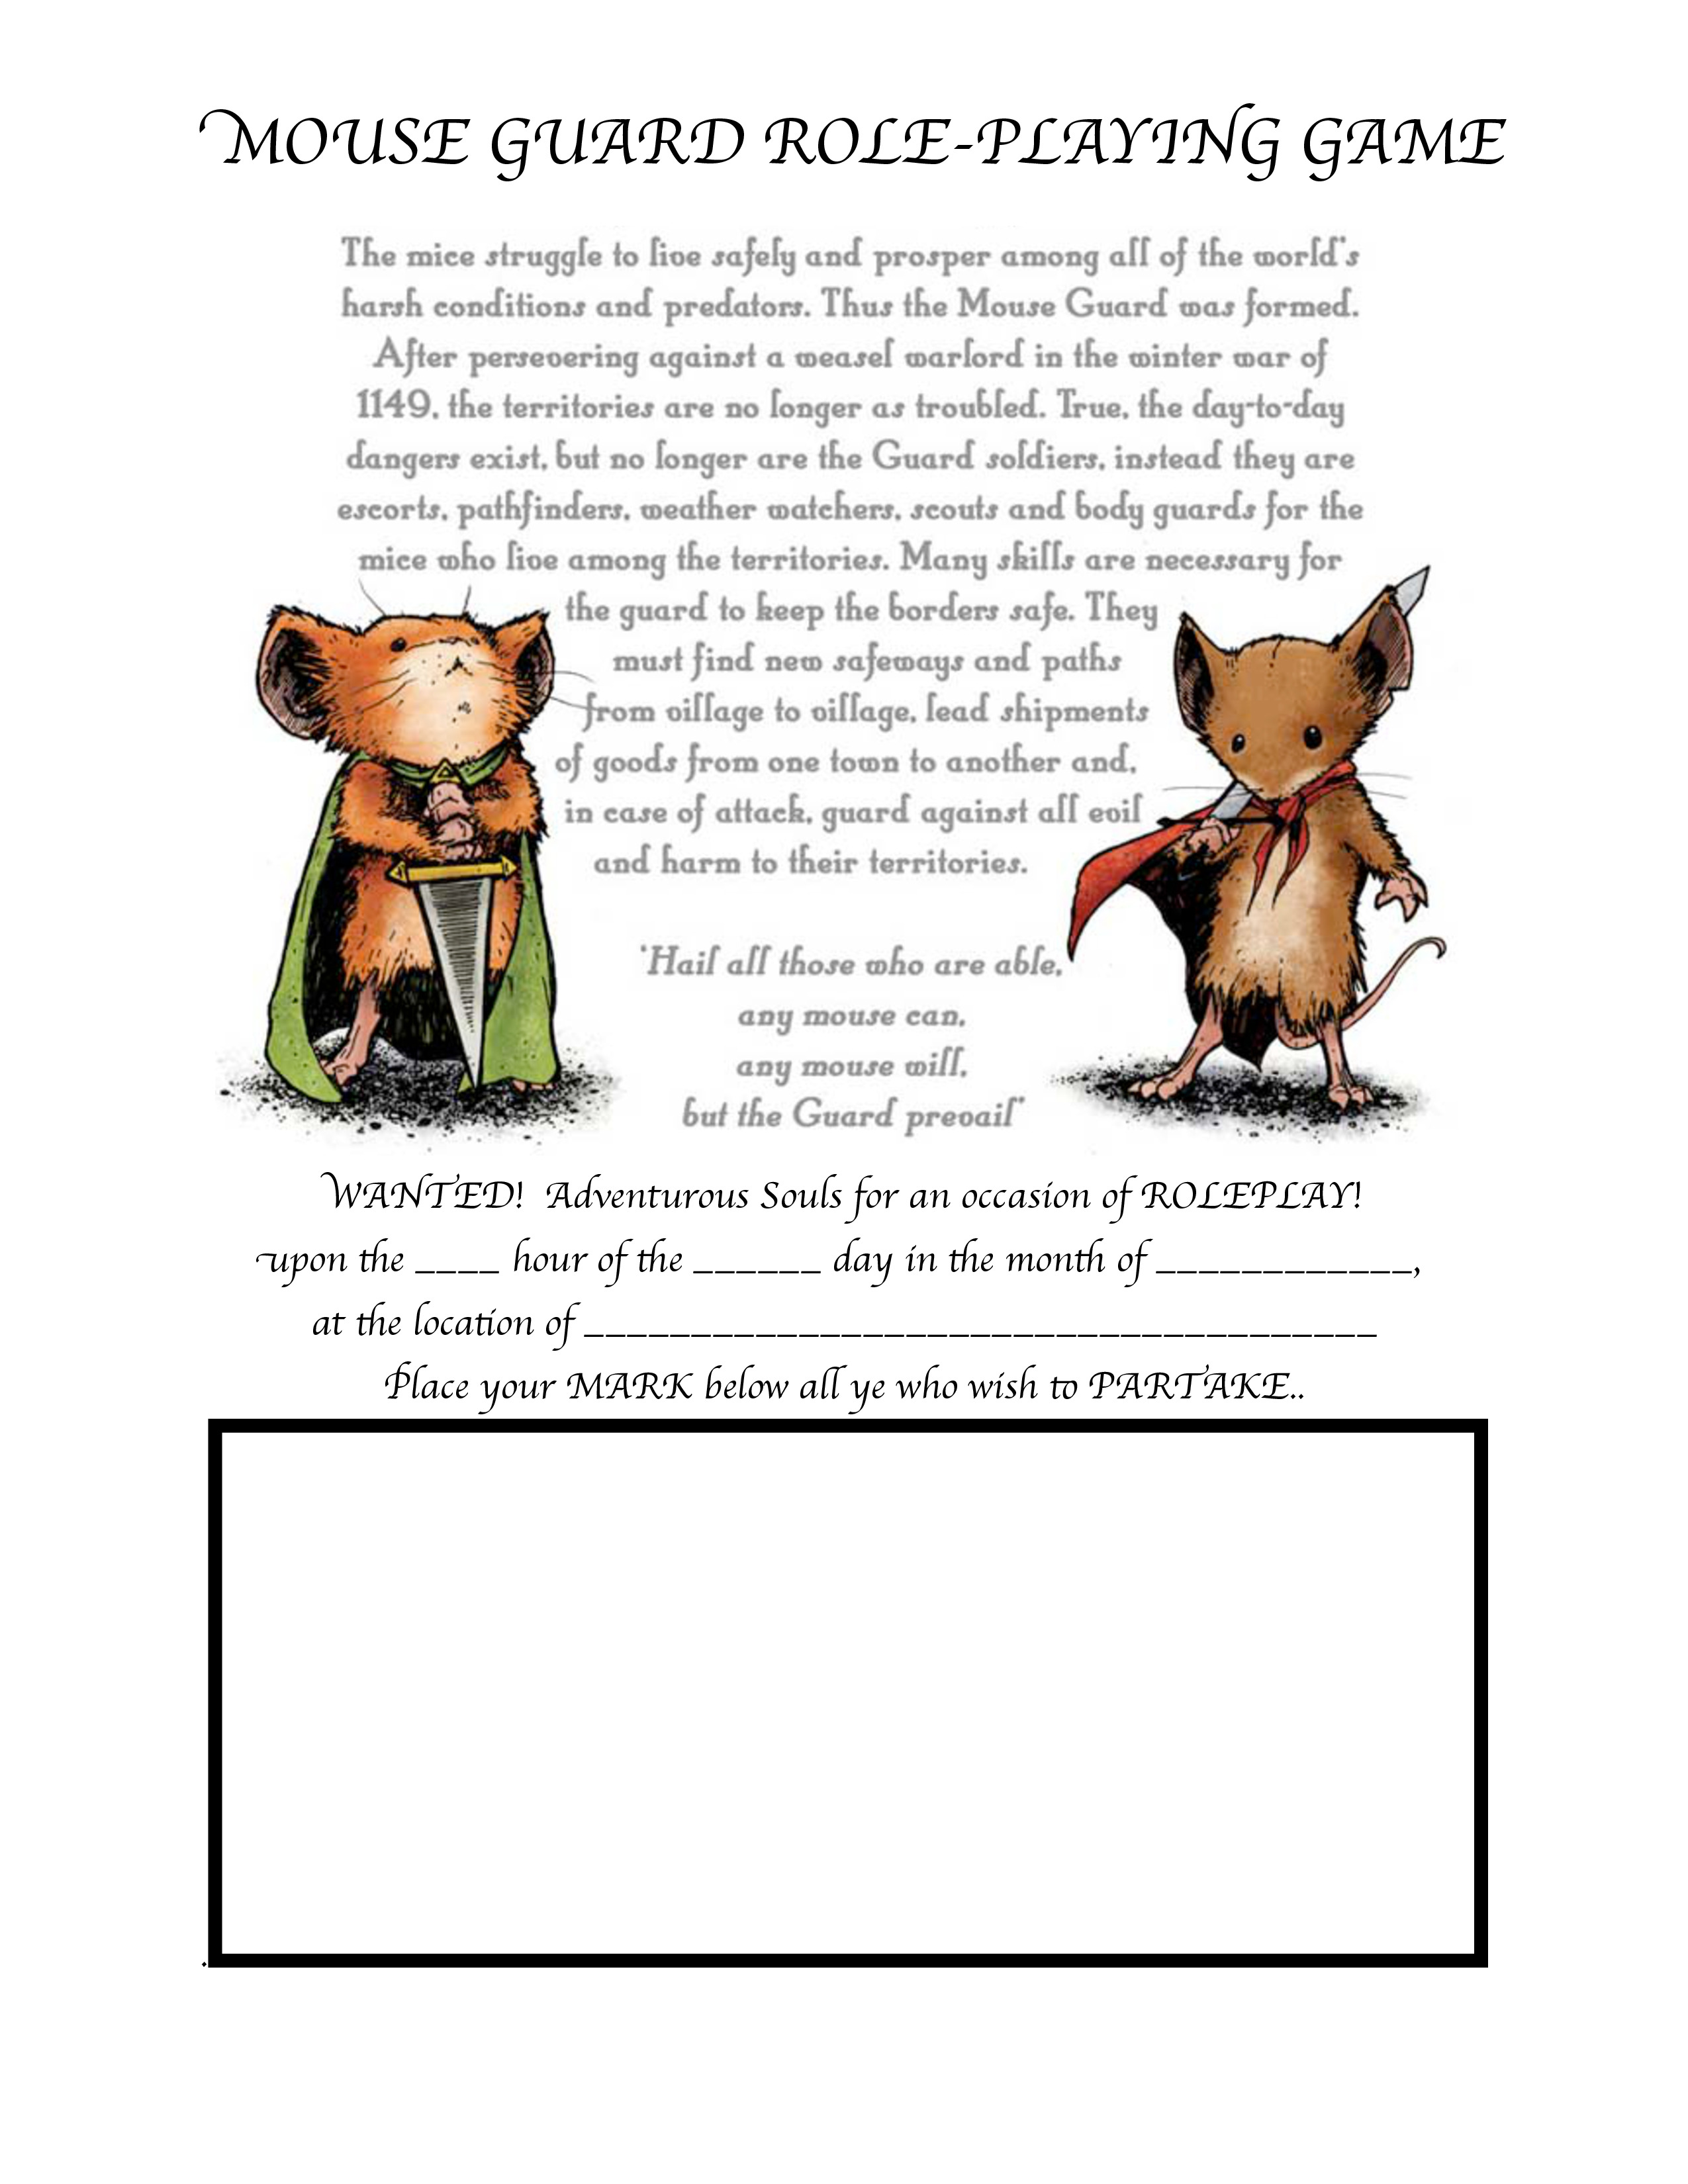 MOUSE GUARD ROLE-PLAYING GAME
The mice struggle to live safely and prosper among all of the world's
harsh conditions and predators. Thus the Mouse Guard was formed.
After persevering against a weasel warlord in the winter war of
1149, the territories are no longer as troubled. True, the day-to-day
dangers exist, but no longer are the Guard soldiers, instead they are
escorts, pathfinders, weather watchers, scouts and body guards for the
mice who live among the territories. Many skills are necessary for
the guard to keep the borders safe. They
must find new safeways and paths
from village to village, lead shipments
of goods from one town to another and,
in case of attack, guard against all evil
and harm to their territories.
'Hail all those who are able,
any mouse can,
any mouse will,
but the Guard prevail'
WANTED! Adventurous Souls for an occasion of ROLEPLAY!
upon the ____ hour of the ______ day in the month of ____________,
at the location of _____________________________________
Place your MARK below all ye who wish to PARTAKE..
.